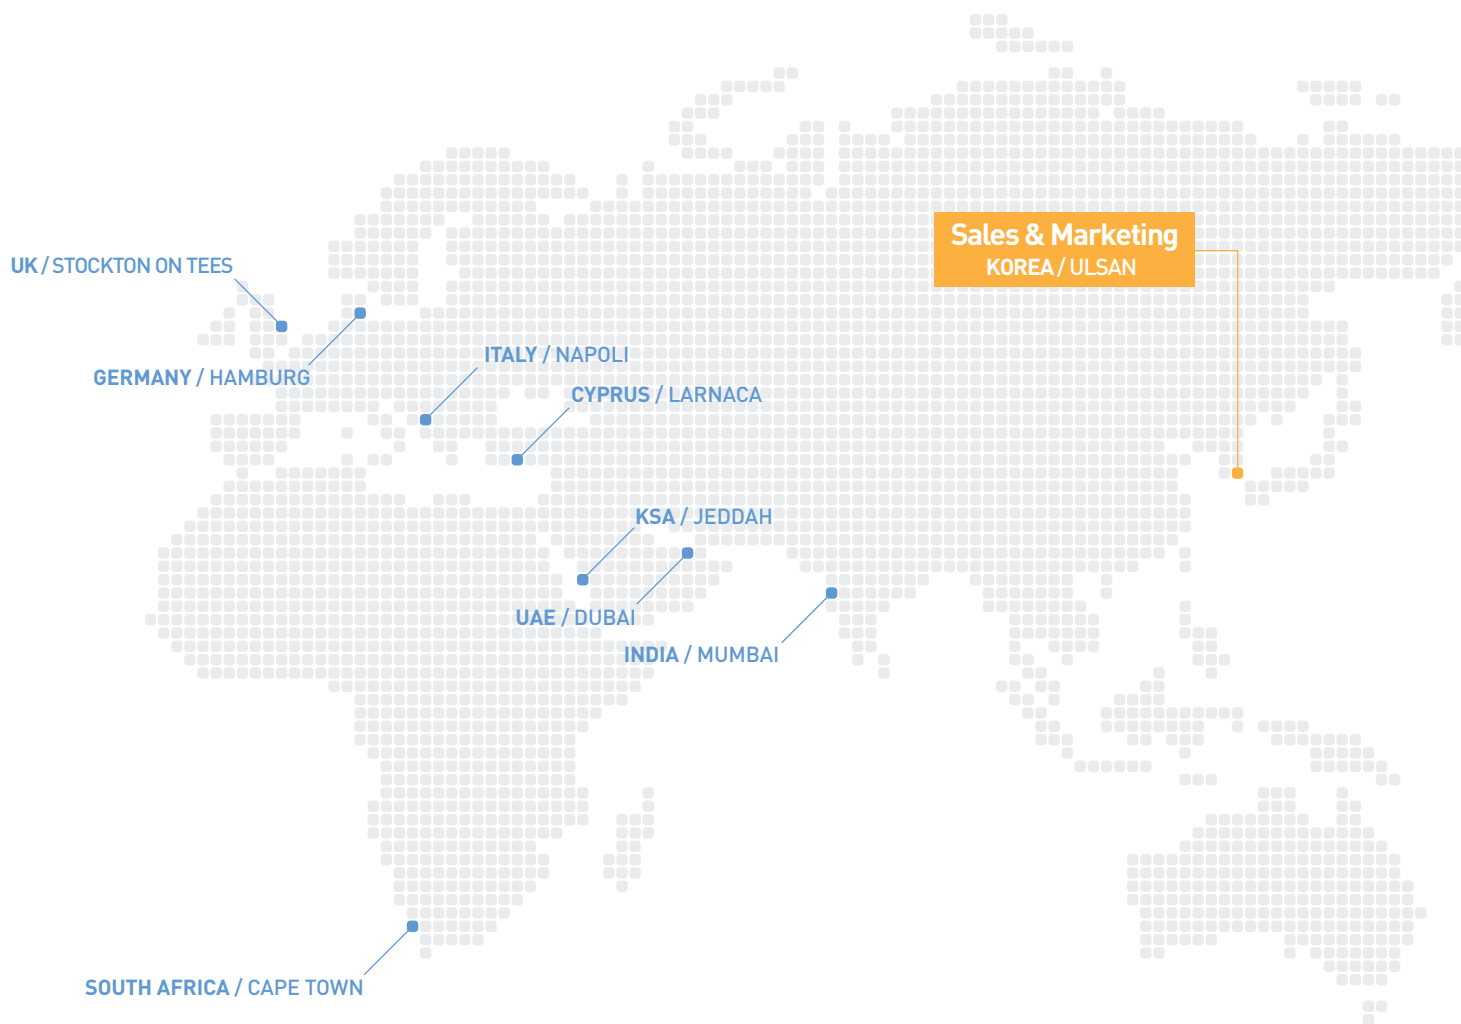 Sales & Marketing
KOREA / ULSAN
UK / STOCKTON ON TEES
GERMANY / HAMBURG
ITALY / NAPOLI
CYPRUS / LARNACA
KSA / JEDDAH
UAE / DUBAI
INDIA / MUMBAI
SOUTH AFRICA / CAPE TOWN